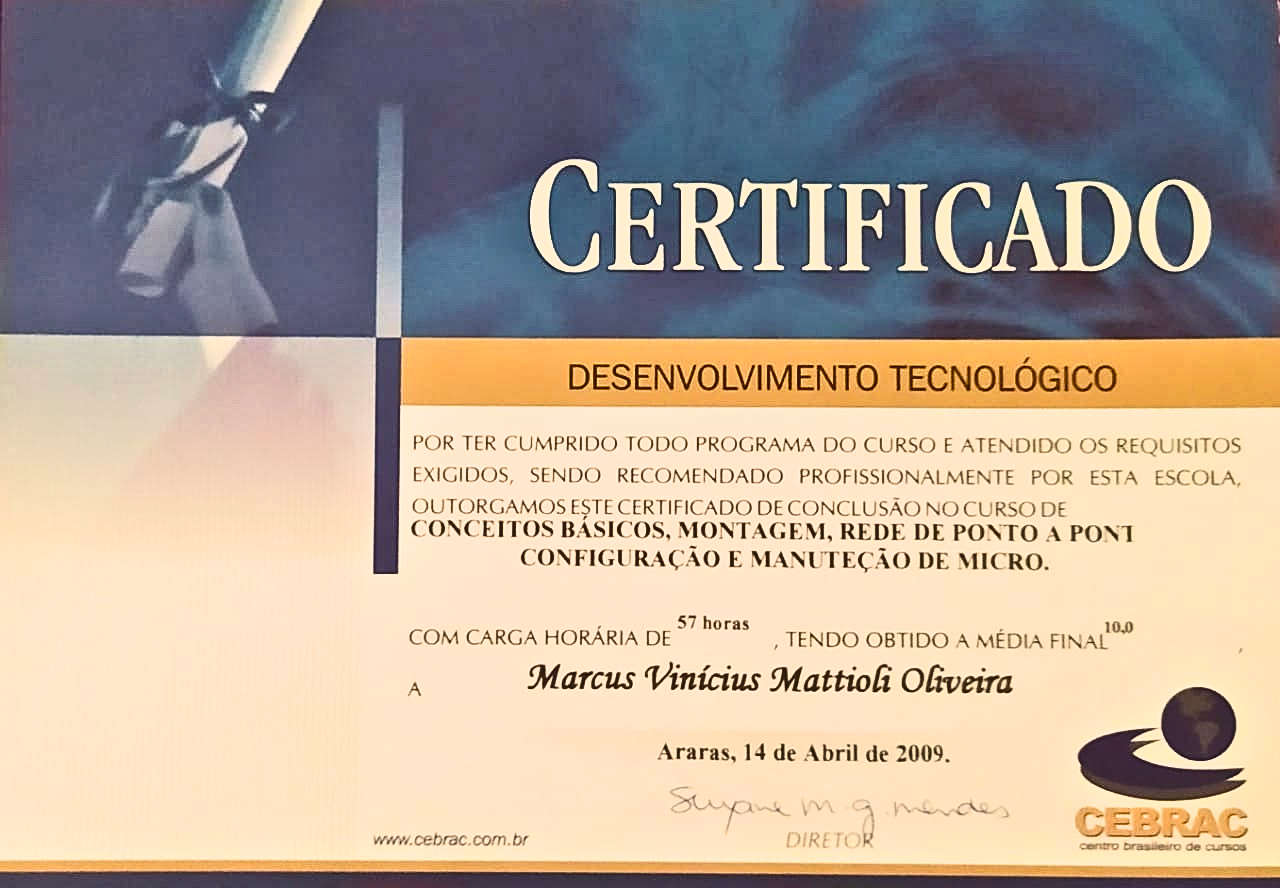 CERTIFICADO
DESENVOLVIMENTO TECNOLÓGICO
POR TER CUMPRIDO TODO PROGRAMA DO CURSO E ATENDIDO OS REQUISITOS
EXIGIDOS, SENDO RECOMENDADO PROFISSIONALMENTE POR ESTA ESCOLA,
OUTORGAMOS ESTE CERTIFICADO DE CONCLUSÃO NO CURSO DE
CONCEITOS BÁSICOS, MONTAGEM, REDE DE PONTO A PONT
CONFIGURAÇÃO E MANUTEÇÃO DE MICRO.
COM CARGA HORÁRIA DE 57 horas , TENDO OBTIDO A MÉDIA FINAL 10,0 ,
A Marcus Vinícius Mattioli Oliveira
Araras, 14 de Abril de 2009.
Suyane M. G. Mendes
DIRETOR
www.cebrac.com.br
CEBRAC
centro brasileiro de cursos